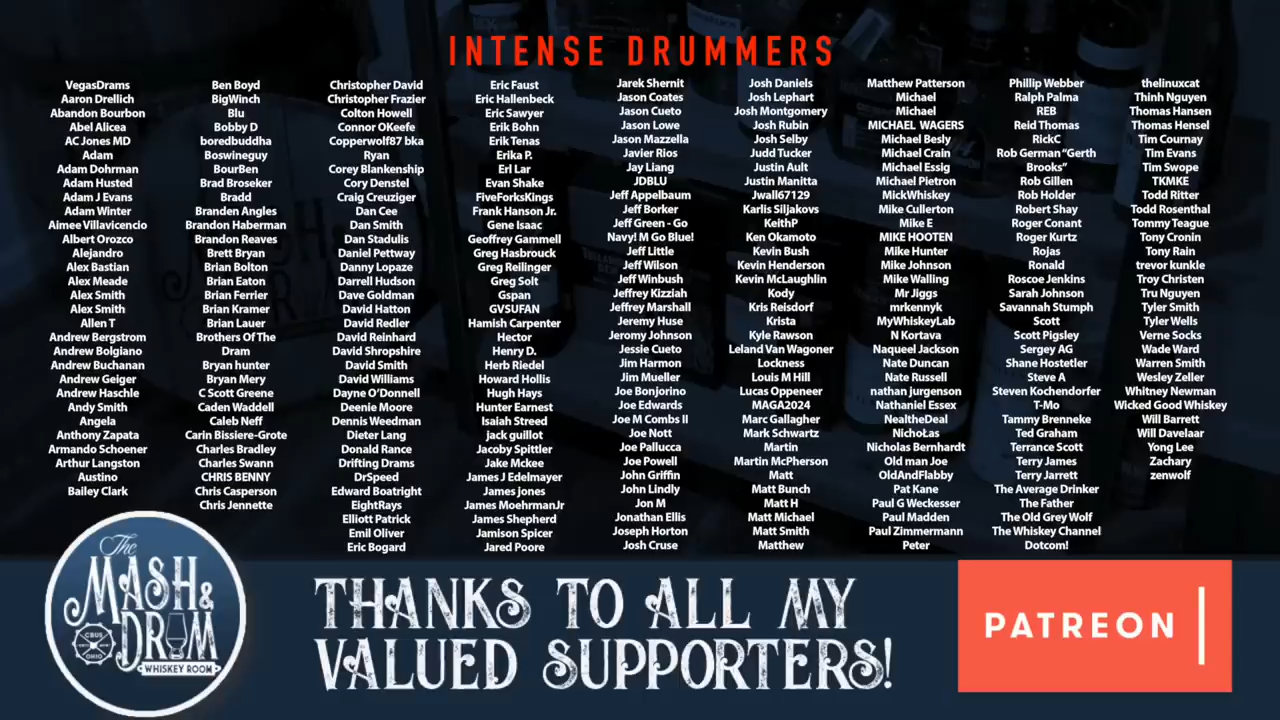 INTENSE DRUMMERS
VegasDrams
Aaron Drellich
Abandon Bourbon
Abel Alicea
AC Jones MD
Adam
Adam Dohrman
Adam Husted
Adam J Evans
Adam Winter
Aimee Villavicencio
Albert Orozco
Alejandro
Alex Bastian
Alex Meade
Alex Smith
Alex Smith
Allen T
Andrew Bergstrom
Andrew Bolgiano
Andrew Buchanan
Andrew Geiger
Andrew Haschle
Andy Smith
Angela
Anthony Zapata
Armando Schoener
Arthur Langston
Austino
Bailey Clark
Ben Boyd
BigWinch
Blu
Bobby D
boredbuddha
Boswineguy
BourBen
Brad Broseker
Bradd
Branden Angles
Brandon Haberman
Brandon Reaves
Brett Bryan
Brian Bolton
Brian Eaton
Brian Ferrier
Brian Kramer
Brian Lauer
Brothers Of The
Dram
Bryan hunter
Bryan Mery
C Scott Greene
Caden Waddell
Caleb Neff
Carin Bissiere-Grote
Charles Bradley
Charles Swann
CHRIS BENNY
Chris Casperson
Chris Jennette
Christopher David
Christopher Frazier
Colton Howell
Connor OKeefe
Copperwolf87 bka
Ryan
Corey Blankenship
Cory Denstel
Craig Creuziger
Dan Cee
Dan Smith
Dan Stadulis
Daniel Pettway
Danny Lopaze
Darrell Hudson
Dave Goldman
David Hatton
David Redler
David Reinhard
David Shropshire
David Smith
David Williams
Dayne O’Donnell
Deenie Moore
Dennis Weedman
Dieter Lang
Donald Rance
Drifting Drams
DrSpeed
Edward Boatright
EightRays
Elliott Patrick
Emil Oliver
Eric Bogard
Eric Faust
Eric Hallenbeck
Eric Sawyer
Erik Bohn
Erik Tenas
Erika P.
Erl Lar
Evan Shake
FiveForksKings
Frank Hanson Jr.
Gene Isaac
Geoffrey Gammell
Greg Hasbrouck
Greg Reilinger
Greg Solt
Gspan
GVSUFAN
Hamish Carpenter
Hector
Henry D.
Herb Riedel
Howard Hollis
Hugh Hays
Hunter Earnest
Isaiah Streed
jack guillot
Jacoby Spittler
Jake Mckee
James J Edelmayer
James jones
James MoehrmanJr
James Shepherd
Jamison Spicer
Jared Poore
Jarek Shernit
Jason Coates
Jason Cueto
Jason Lowe
Jason Mazzella
Javier Rios
Jay Liang
JDBLU
Jeff Appelbaum
Jeff Borker
Jeff Green - Go
Navy! M Go Blue!
Jeff Little
Jeff Wilson
Jeff Winbush
Jeffrey Kizziah
Jeffrey Marshall
Jeremy Huse
Jeromy Johnson
Jessie Cueto
Jim Harmon
Jim Mueller
Joe Bonjorino
Joe Edwards
Joe M Combs ii
Joe Nott
Joe Pallucca
Joe Powell
John Griffin
John Lindly
Jon M
Jonathan Ellis
Joseph Horton
Josh Cruse
Josh Daniels
Josh Lephart
Josh Montgomery
Josh Rubin
Josh Selby
Judd Tucker
Justin Ault
Justin Manitta
Jwall67129
Karlis Siljakovs
KeithP
Ken Okamoto
Kevin Bush
Kevin Henderson
Kevin McLaughlin
Kody
Kris Reisdorf
Krista
Kyle Rawson
Leland Van Wagoner
Lockness
Louis M Hill
Lucas Oppeneer
MAGA2024
Marc Gallagher
Mark Schwartz
Martin
Martin McPherson
Matt
Matt Bunch
Matt H
Matt Michael
Matt Smith
Matthew
Matthew Patterson
Michael
Michael
MICHAEL WAGERS
Michael Besly
Michael Crain
Michael Essig
Michael Pietron
MickWhiskey
Mike Cullerton
Mike E
MIKE HOOTEN
Mike Hunter
Mike Johnson
Mike Walling
Mr Jiggs
mrkennyk
MyWhiskeyLab
N Kortava
Naqueel Jackson
Nate Duncan
Nate Russell
nathan jurgenson
Nathaniel Essex
NealtheDeal
NichoŁas
Nicholas Bernhardt
Old man Joe
OldAndFlabby
Pat Kane
Paul G Weckesser
Paul Madden
Paul Zimmermann
Peter
Phillip Webber
Ralph Palma
REB
Reid Thomas
RickC
Rob German “Gerth
Brooks”
Rob Gillen
Rob Holder
Robert Shay
Roger Conant
Roger Kurtz
Rojas
Ronald
Roscoe Jenkins
Sarah Johnson
Savannah Stumph
Scott
Scott Pigsley
Sergey AG
Shane Hostetler
Steve A
Steven Kochendorfer
T-Mo
Tammy Brenneke
Ted Graham
Terrance Scott
Terry James
Terry Jarrett
The Average Drinker
The Father
The Old Grey Wolf
The Whiskey Channel
Dotcom!
thelinuxcat
Thinh Nguyen
Thomas Hansen
Thomas Hensel
Tim Cournay
Tim Evans
Tim Swope
TKMKE
Todd Ritter
Todd Rosenthal
Tommy Teague
Tony Cronin
Tony Rain
trevor kunkle
Troy Christen
Tru Nguyen
Tyler Smith
Tyler Wells
Verne Socks
Wade Ward
Warren Smith
Wesley Zeller
Whitney Newman
Wicked Good Whiskey
Will Barrett
Will Davelaar
Yong Lee
Zachary
zenwolf
The
MASH &
DRUM
CBUS
OHIO
WHISKEY ROOM
THANKS TO ALL MY
VALUED SUPPORTERS!
PATREON